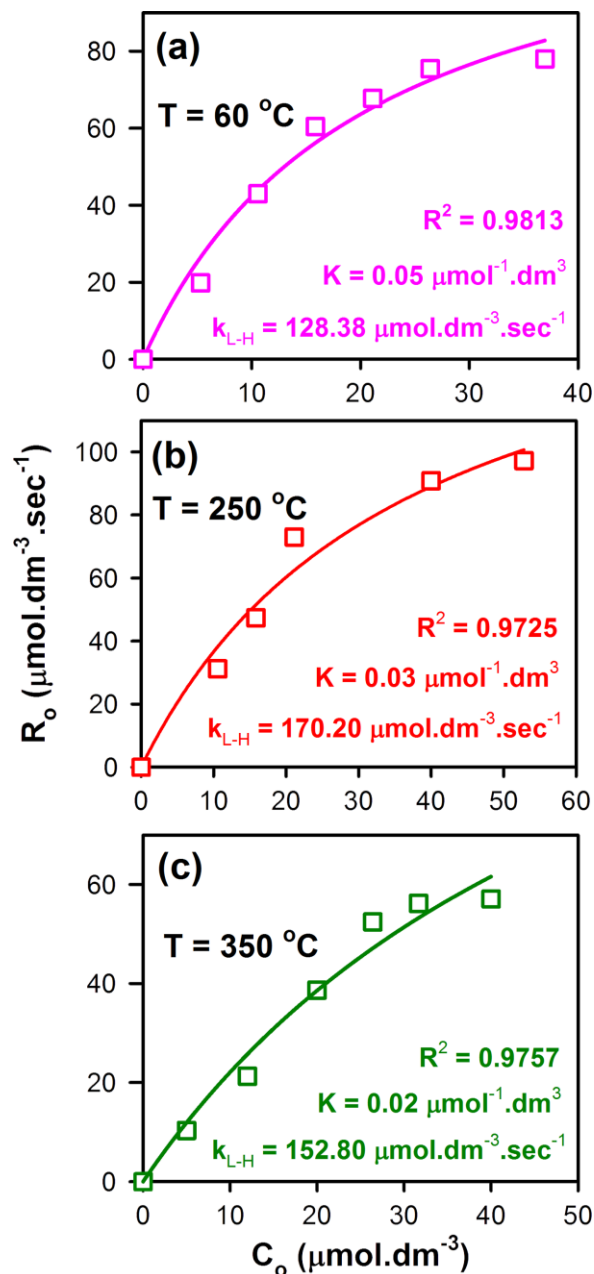 (a)
T = 60 °C
R² = 0.9813
K = 0.05 μmol⁻¹.dm³
k_L-H = 128.38 μmol.dm⁻³.sec⁻¹
80
60
40
20
0
0 10 20 30 40
R_o (μmol.dm⁻³.sec⁻¹)
(b)
T = 250 °C
R² = 0.9725
K = 0.03 μmol⁻¹.dm³
k_L-H = 170.20 μmol.dm⁻³.sec⁻¹
100
80
60
40
20
0
0 10 20 30 40 50 60
(c)
T = 350 °C
R² = 0.9757
K = 0.02 μmol⁻¹.dm³
k_L-H = 152.80 μmol.dm⁻³.sec⁻¹
60
40
20
0
0 10 20 30 40 50
C_o (μmol.dm⁻³)